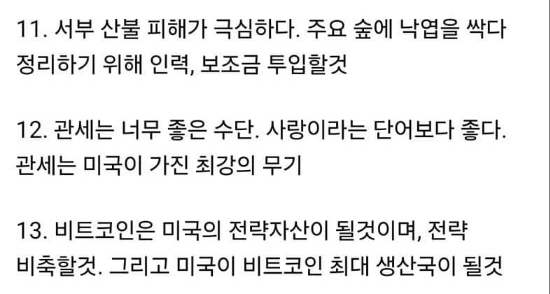 11. 서부 산불 피해가 극심하다. 주요 숲에 낙엽을 싹다
정리하기 위해 인력, 보조금 투입할것
12. 관세는 너무 좋은 수단. 사랑이라는 단어보다 좋다.
관세는 미국이 가진 최강의 무기
13. 비트코인은 미국의 전략자산이 될것이며, 전략
비축할것. 그리고 미국이 비트코인 최대 생산국이 될것